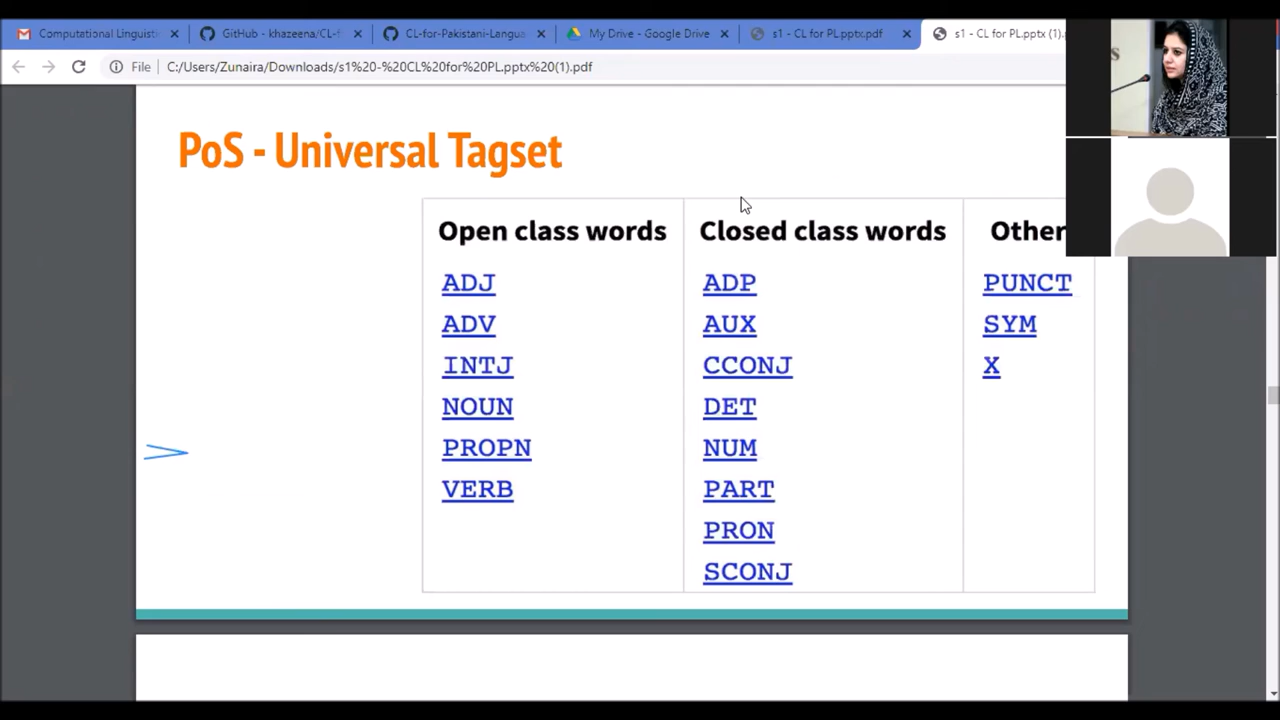 Computational Linguisti
GitHub - khazeena/CL-f
CL-for-Pakistani-Langua
My Drive - Google Drive
s1 - CL for PL.pptx.pdf
s1 - CL for PL.pptx (1).p
File
C:/Users/Zunaira/Downloads/s1%20-%20CL%20for%20PL.pptx%20(1).pdf
PoS - Universal Tagset
Open class words
ADJ
ADV
INTJ
NOUN
PROPN
VERB
Closed class words
ADP
AUX
CCONJ
DET
NUM
PART
PRON
SCONJ
Other
PUNCT
SYM
X